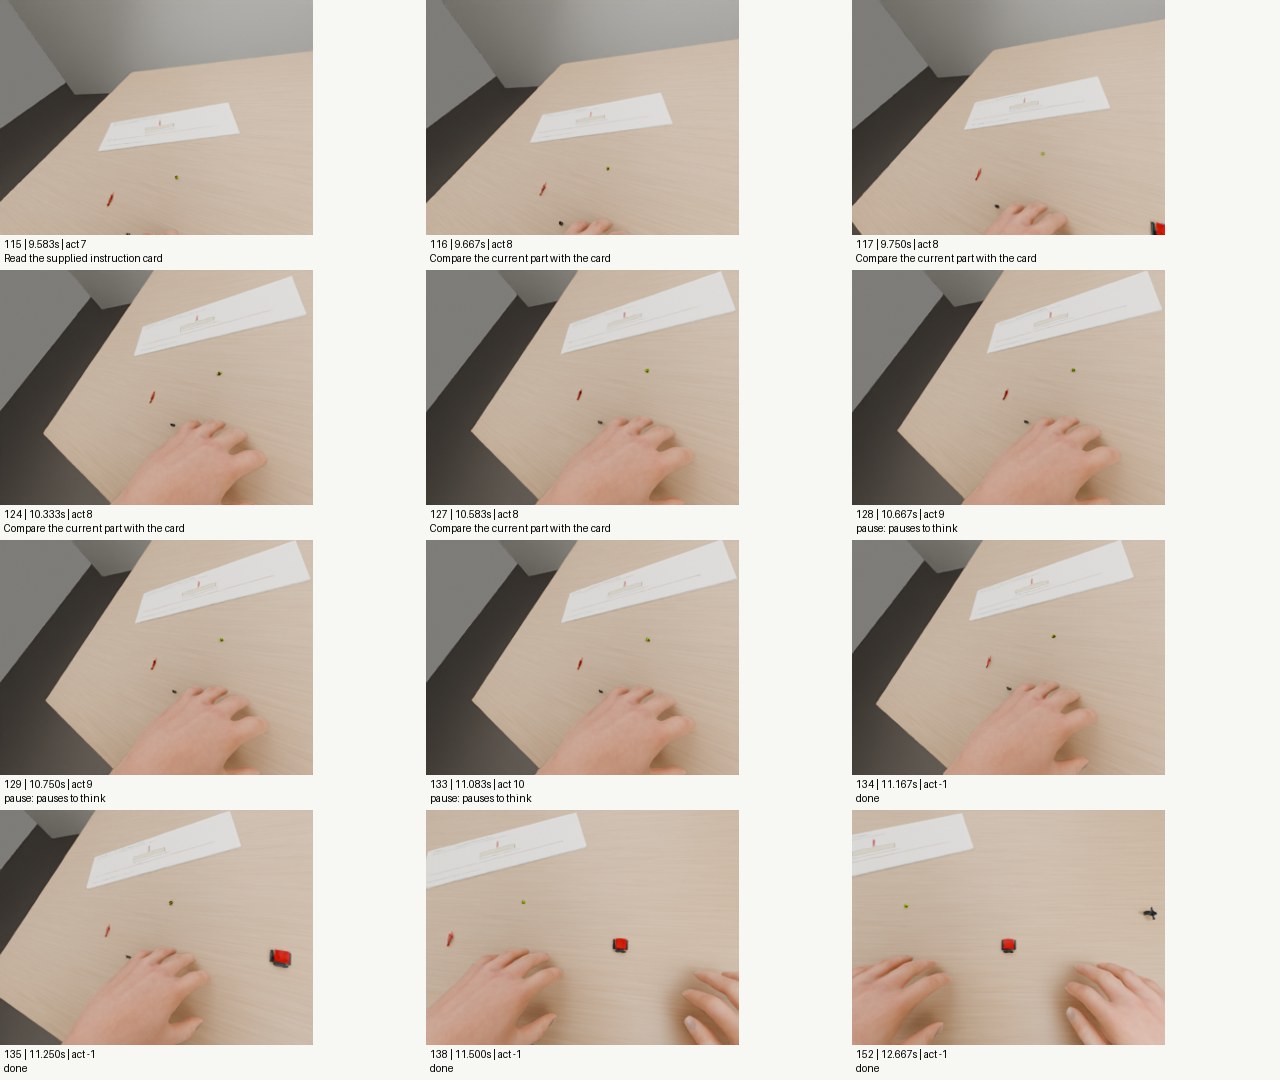 115 | 9.583s | act 7
Read the supplied instruction card
116 | 9.667s | act 8
Compare the current part with the card
117 | 9.750s | act 8
Compare the current part with the card
124 | 10.333s | act 8
Compare the current part with the card
127 | 10.583s | act 8
Compare the current part with the card
128 | 10.667s | act 9
pause: pauses to think
129 | 10.750s | act 9
pause: pauses to think
133 | 11.083s | act 10
pause: pauses to think
134 | 11.167s | act -1
done
135 | 11.250s | act -1
done
138 | 11.500s | act -1
done
152 | 12.667s | act -1
done